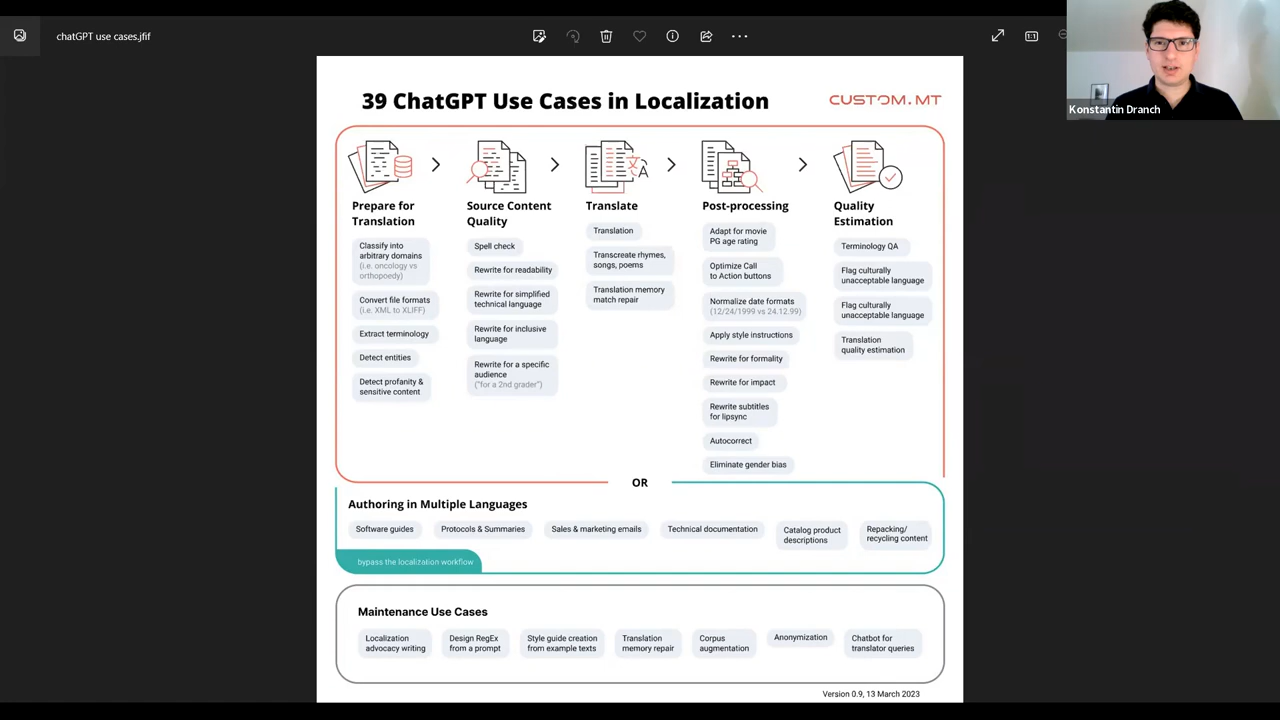 chatGPT use cases.jfif
Konstantin Dranch
39 ChatGPT Use Cases in Localization
CUSTOM.MT
Prepare for
Translation
Classify into
arbitrary domains
(i.e. oncology vs
orthopoedy)
Convert file formats
(i.e. XML to XLIFF)
Extract terminology
Detect entities
Detect profanity &
sensitive content
Source Content
Quality
Spell check
Rewrite for readability
Rewrite for simplified
technical language
Rewrite for inclusive
language
Rewrite for a specific
audience
("for a 2nd grader")
Translate
Translation
Transcreate rhymes,
songs, poems
Translation memory
match repair
Post-processing
Adapt for movie
PG age rating
Optimize Call
to Action buttons
Normalize date formats
(12/24/1999 vs 24.12.99)
Apply style instructions
Rewrite for formality
Rewrite for impact
Rewrite subtitles
for lipsync
Autocorrect
Eliminate gender bias
Quality
Estimation
Terminology QA
Flag culturally
unacceptable language
Flag culturally
unacceptable language
Translation
quality estimation
OR
Authoring in Multiple Languages
Software guides
Protocols & Summaries
Sales & marketing emails
Technical documentation
Catalog product
descriptions
Repacking/
recycling content
bypass the localization workflow
Maintenance Use Cases
Localization
advocacy writing
Design RegEx
from a prompt
Style guide creation
from example texts
Translation
memory repair
Corpus
augmentation
Anonymization
Chatbot for
translator queries
Version 0.9, 13 March 2023